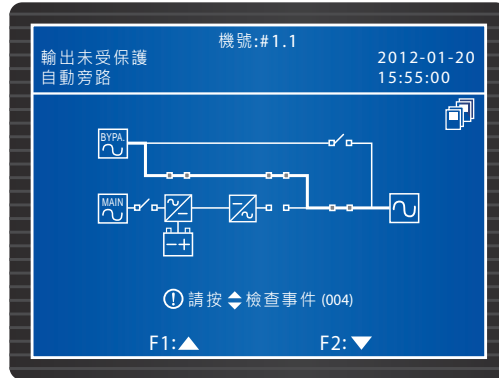 機號:#1.1
輸出未受保護
2012-01-20
自動旁路
15:55:00
BYPA.
MAIN
請按 檢查事件 (004)
F1:
F2: